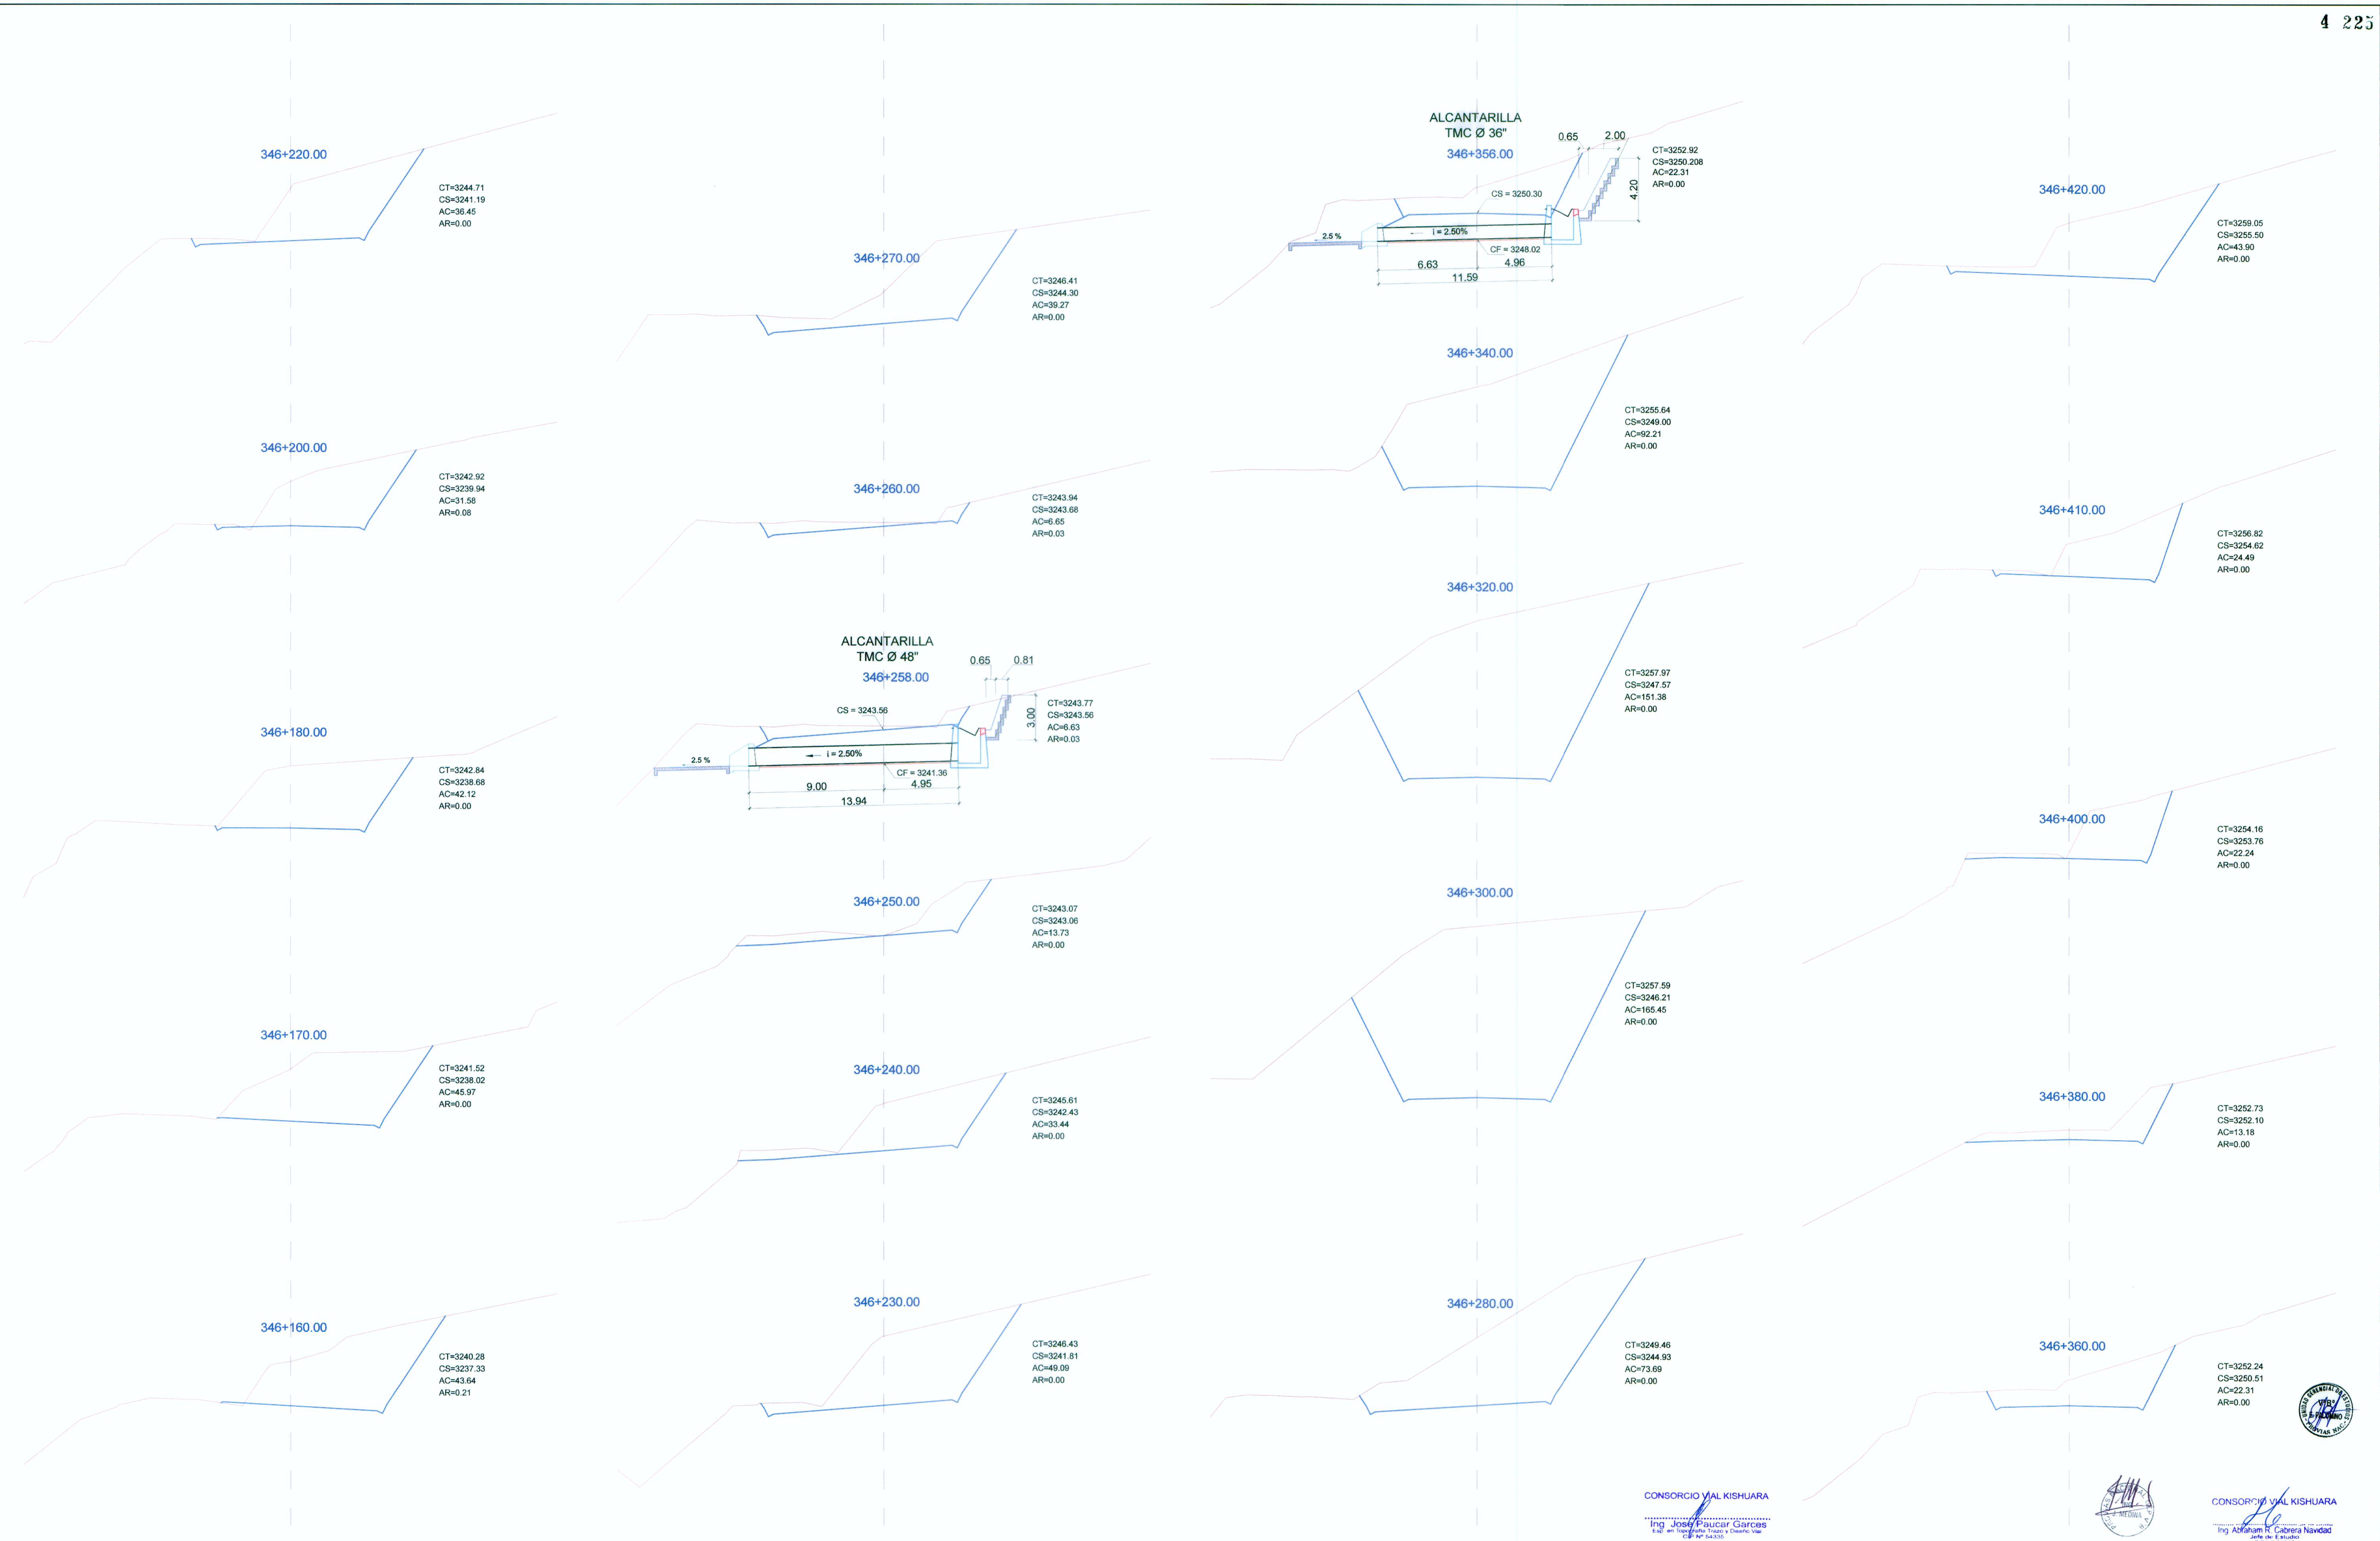 4 225
346+220.00
CT=3244.71
CS=3241.19
AC=36.45
AR=0.00
346+200.00
CT=3242.92
CS=3239.94
AC=31.58
AR=0.08
346+180.00
CT=3242.84
CS=3238.68
AC=42.12
AR=0.00
346+170.00
CT=3241.52
CS=3238.02
AC=45.97
AR=0.00
346+160.00
CT=3240.28
CS=3237.33
AC=43.64
AR=0.21
346+270.00
CT=3246.41
CS=3244.30
AC=39.27
AR=0.00
346+260.00
CT=3243.94
CS=3243.68
AC=6.65
AR=0.03
ALCANTARILLA
TMC Ø 48"
346+258.00
0.65
0.81
CS = 3243.56
3.00
CT=3243.77
CS=3243.56
AC=6.63
AR=0.03
2.5 %
i = 2.50%
CF = 3241.36
9.00
4.95
13.94
346+250.00
CT=3243.07
CS=3243.06
AC=13.73
AR=0.00
346+240.00
CT=3245.61
CS=3242.43
AC=33.44
AR=0.00
346+230.00
CT=3246.43
CS=3241.81
AC=49.09
AR=0.00
ALCANTARILLA
TMC Ø 36"
346+356.00
0.65
2.00
CS = 3250.30
4.20
CT=3252.92
CS=3250.208
AC=22.31
AR=0.00
2.5 %
i = 2.50%
CF = 3248.02
6.63
4.96
11.59
346+340.00
CT=3255.64
CS=3249.00
AC=92.21
AR=0.00
346+320.00
CT=3257.97
CS=3247.57
AC=151.38
AR=0.00
346+300.00
CT=3257.59
CS=3246.21
AC=165.45
AR=0.00
346+280.00
CT=3249.46
CS=3244.93
AC=73.69
AR=0.00
346+420.00
CT=3259.05
CS=3255.50
AC=43.90
AR=0.00
346+410.00
CT=3256.82
CS=3254.62
AC=24.49
AR=0.00
346+400.00
CT=3254.16
CS=3253.76
AC=22.24
AR=0.00
346+380.00
CT=3252.73
CS=3252.10
AC=13.18
AR=0.00
346+360.00
CT=3252.24
CS=3250.51
AC=22.31
AR=0.00
CONSORCIO VIAL KISHUARA
Ing José Paucar Garces
Esp. en Topografía Trazo y Diseño Vial
CIP Nº 54335
J. MEDINA
CONSORCIO VIAL KISHUARA
Ing Abraham R. Cabrera Navidad
Jefe de Estudio